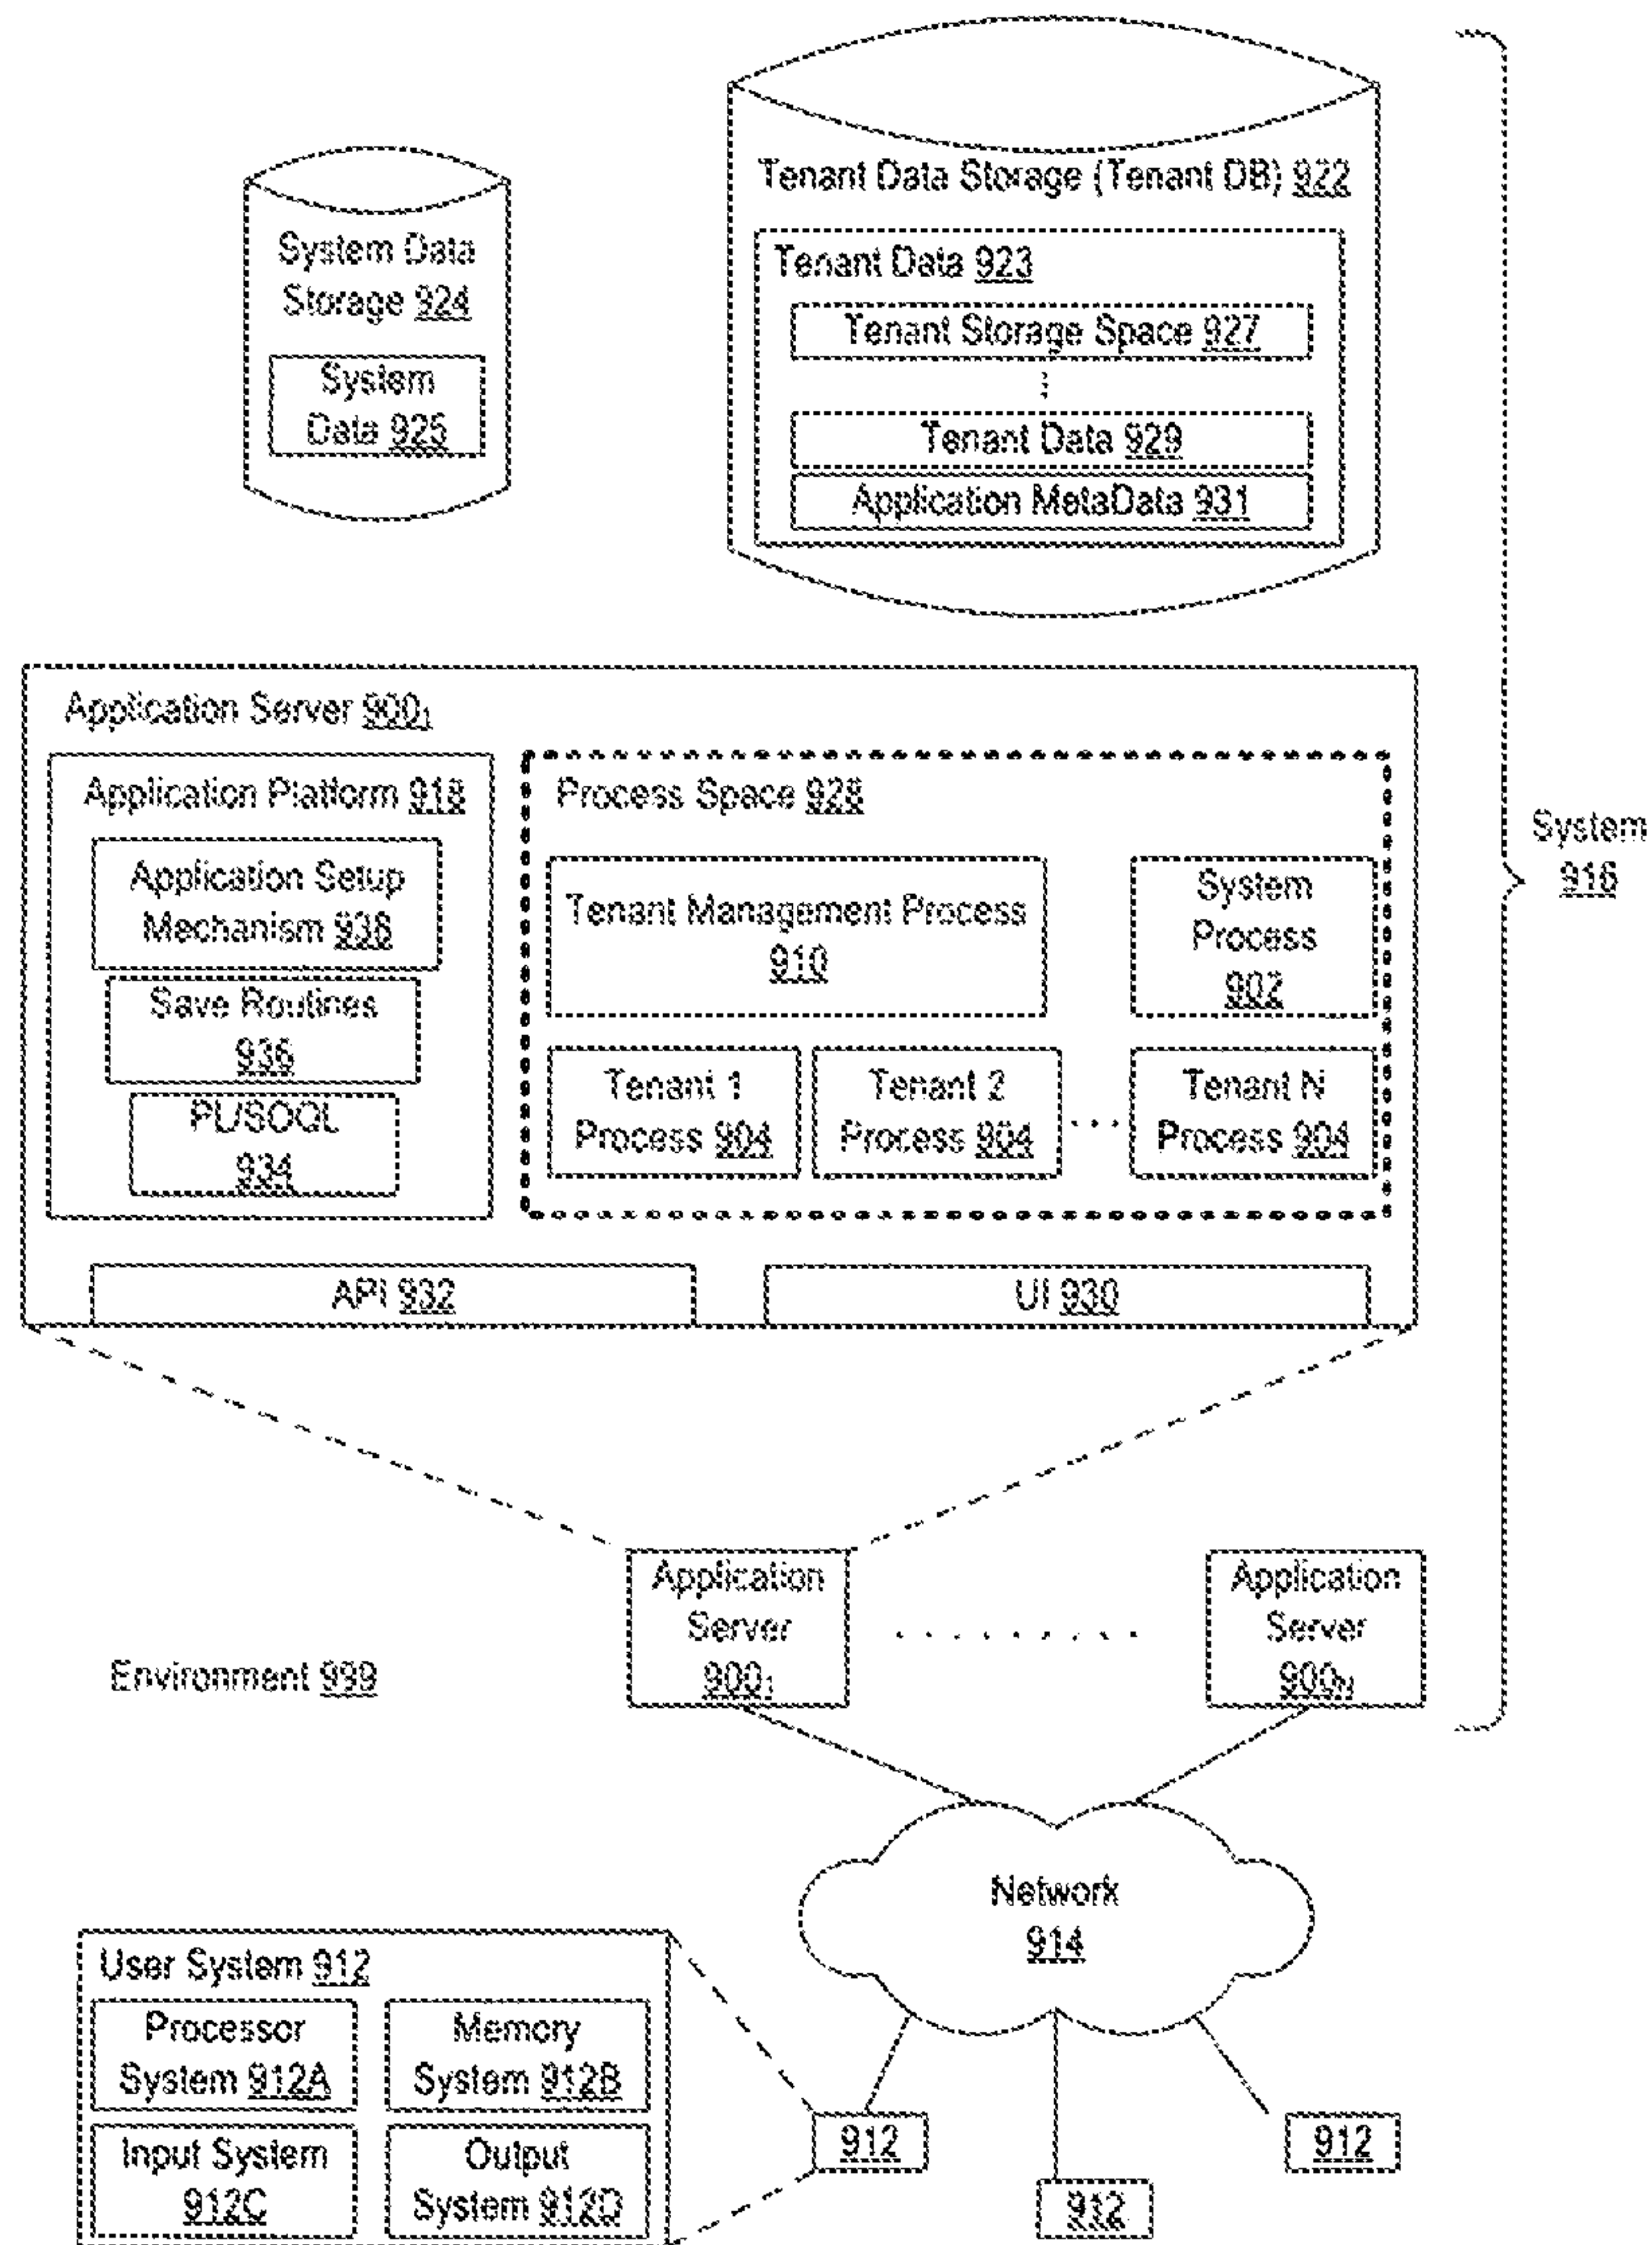 Tenant Data Storage (Tenant DB) 922
System Data
Storage 924
System
Data 925
Tenant Data 923
Tenant Storage Space 927
Tenant Data 929
Application MetaData 931
Application Server 900₁
Application Platform 918
Application Setup
Mechanism 938
Save Routines
936
PL/SOQL
934
Process Space 928
Tenant Management Process
910
System
Process
902
Tenant 1
Process 904
Tenant 2
Process 904
Tenant N
Process 904
API 932
UI 930
System
916
Environment 999
Application
Server
900₁
Application
Server
900N
Network
914
User System 912
Processor
System 912A
Memory
System 912B
Input System
912C
Output
System 912D
912
912
912